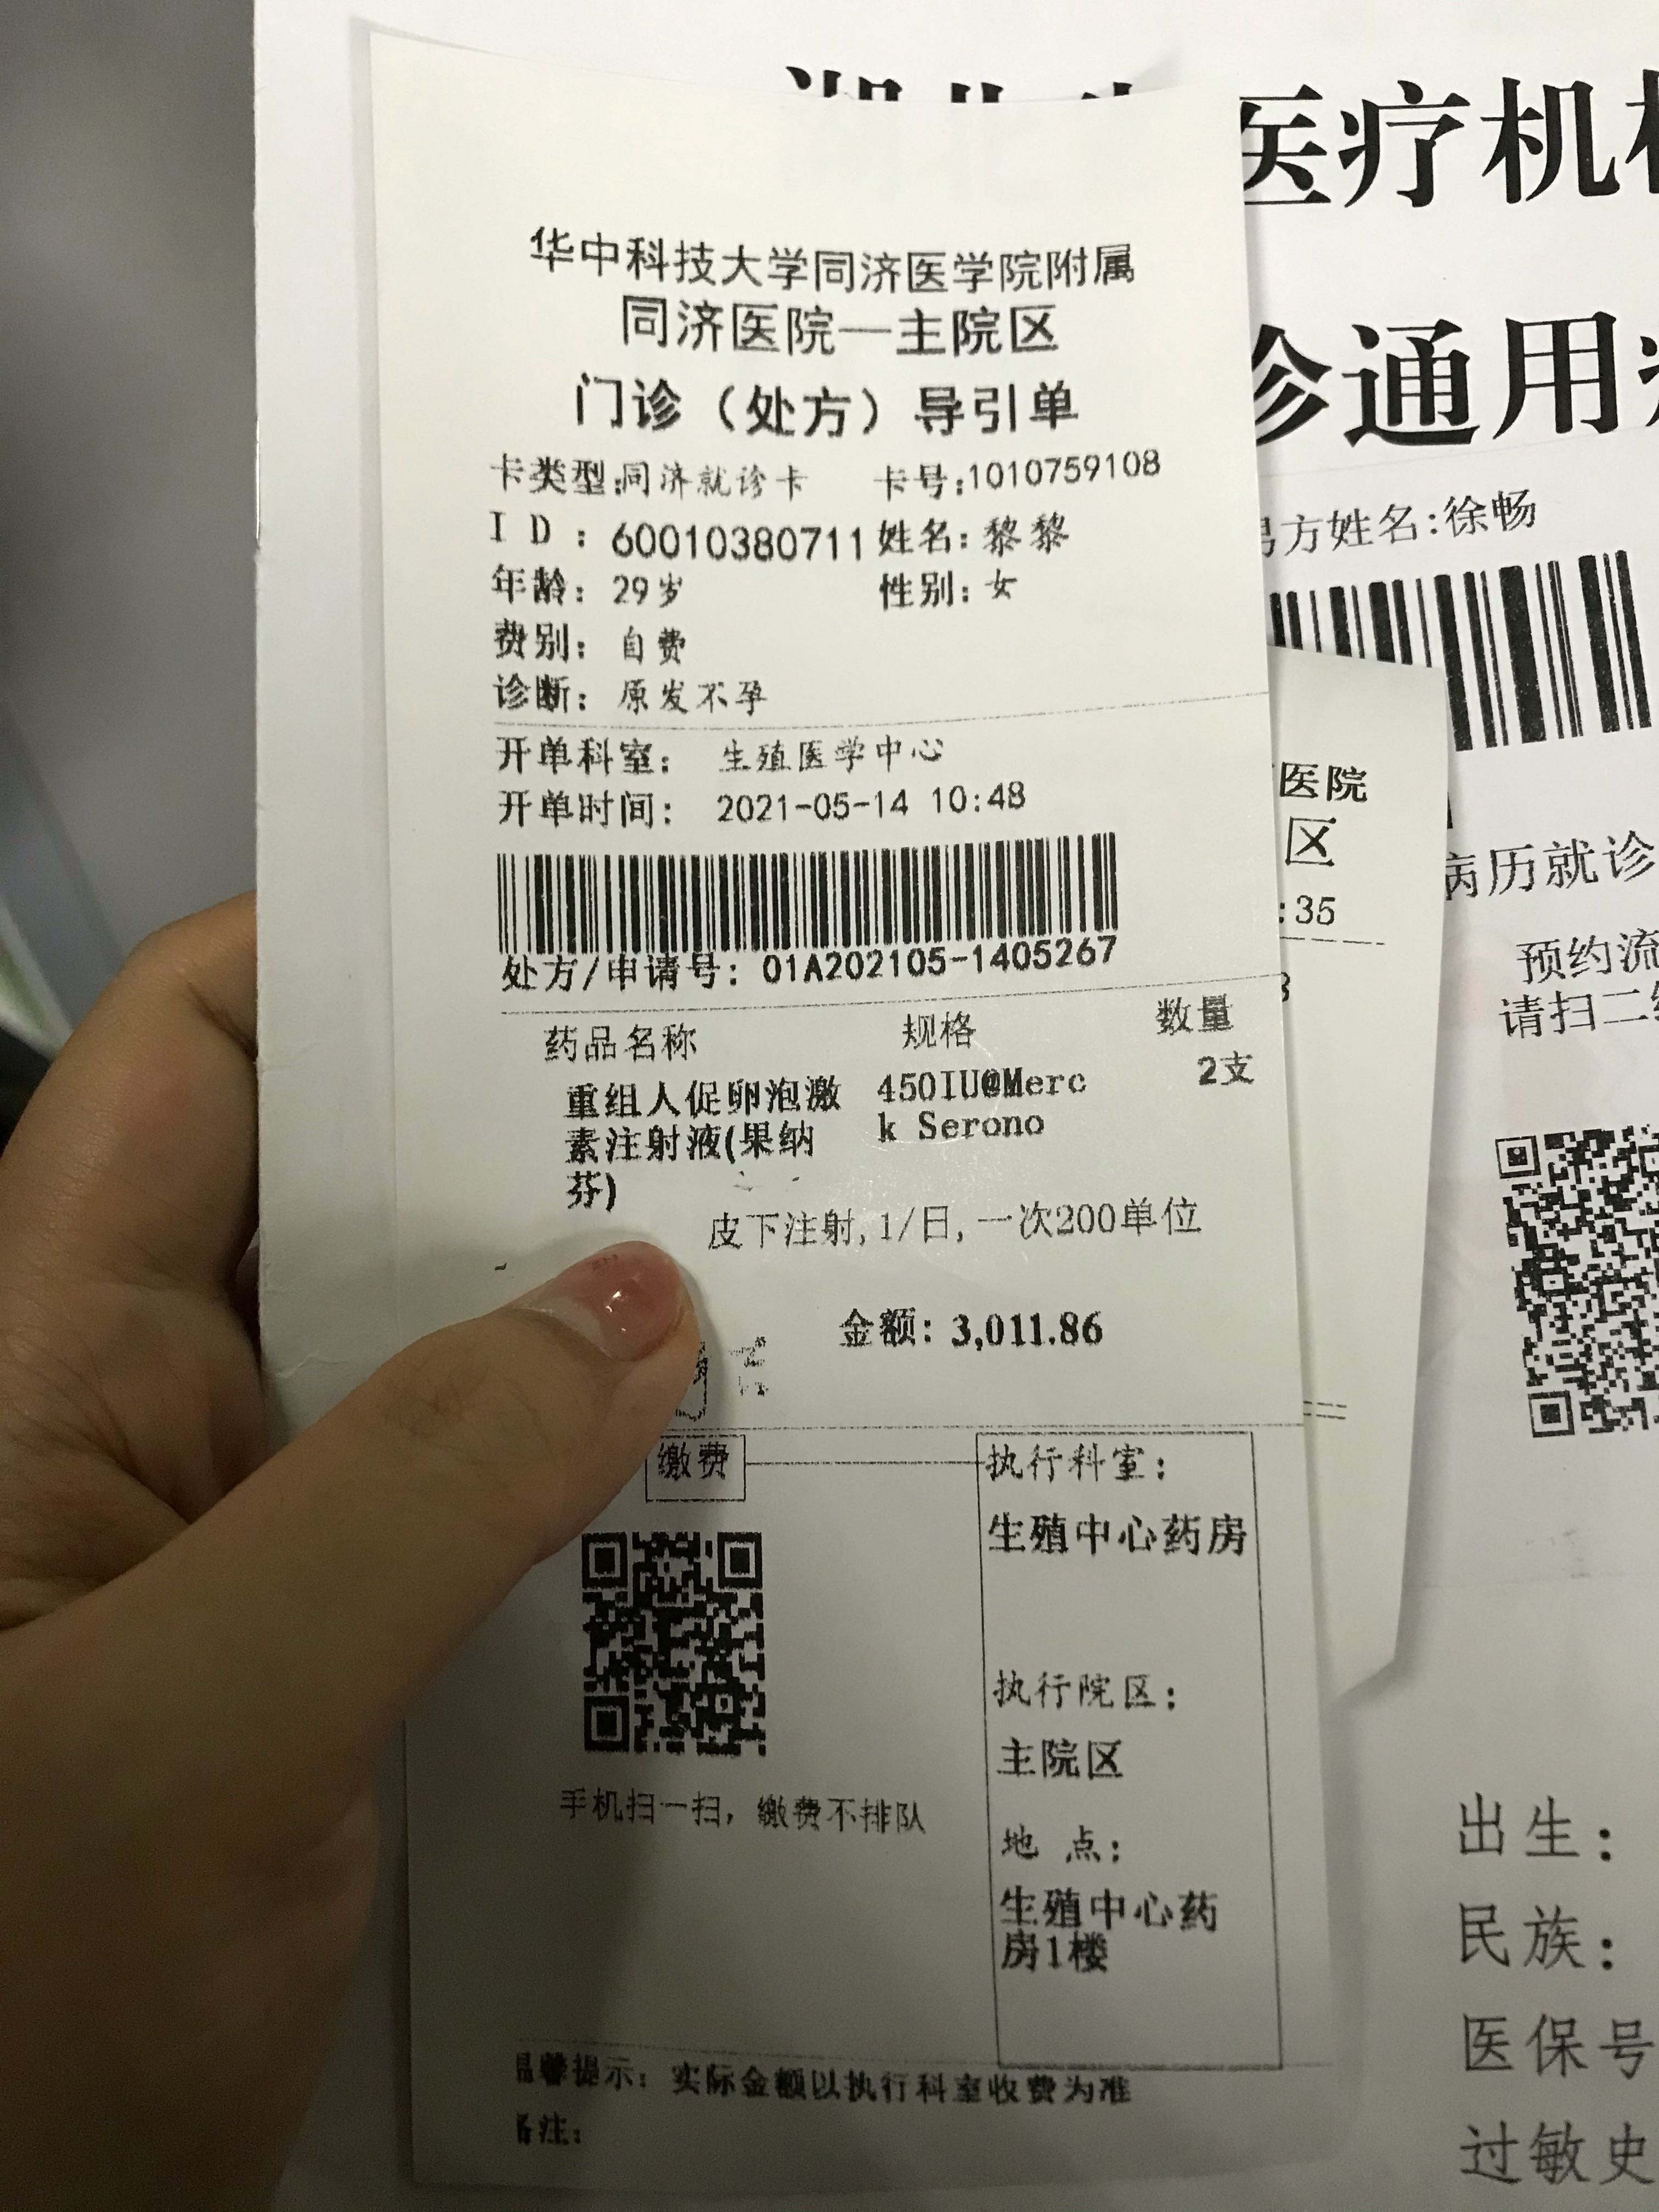 医疗机
诊通用
男方姓名:徐畅
医院
区
:35
病历就诊
预约流
请扫二
出生:
民族:
医保号
过敏史
华中科技大学同济医学院附属
同济医院—主院区
门诊（处方）导引单
卡类型:同济就诊卡 卡号:1010759108
ID: 60010380711 姓名: 黎黎
年龄: 29岁 性别: 女
费别: 自费
诊断: 原发不孕
开单科室: 生殖医学中心
开单时间: 2021-05-14 10:48
处方/申请号: 01A202105-1405267
药品名称 规格 数量
重组人促卵泡激 450IU@Merc 2支
素注射液(果纳 k Serono
芬)
皮下注射,1/日,一次200单位
金额: 3,011.86
缴费
手机扫一扫, 缴费不排队
执行科室:
生殖中心药房
执行院区:
主院区
地 点:
生殖中心药
房1楼
温馨提示: 实际金额以执行科室收费为准
备注: